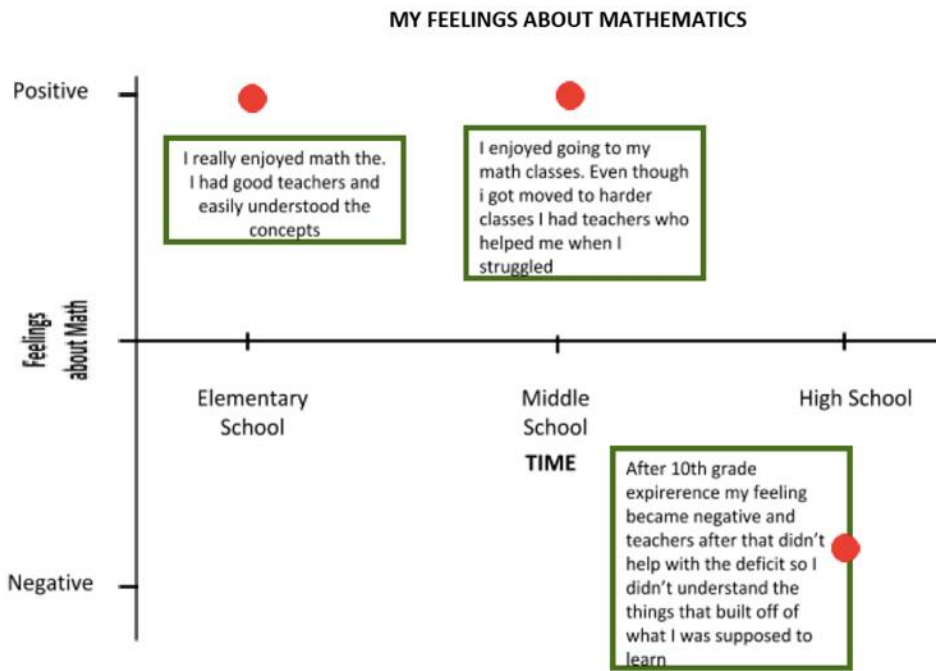 MY FEELINGS ABOUT MATHEMATICS
Positive
I really enjoyed math the.
I had good teachers and
easily understood the
concepts
I enjoyed going to my
math classes. Even though
i got moved to harder
classes I had teachers who
helped me when I
struggled
Feelings
about Math
Elementary
School
Middle
School
High School
TIME
After 10th grade
expirerence my feeling
became negative and
teachers after that didn't
help with the deficit so I
didn't understand the
things that built off of
what I was supposed to
learn
Negative